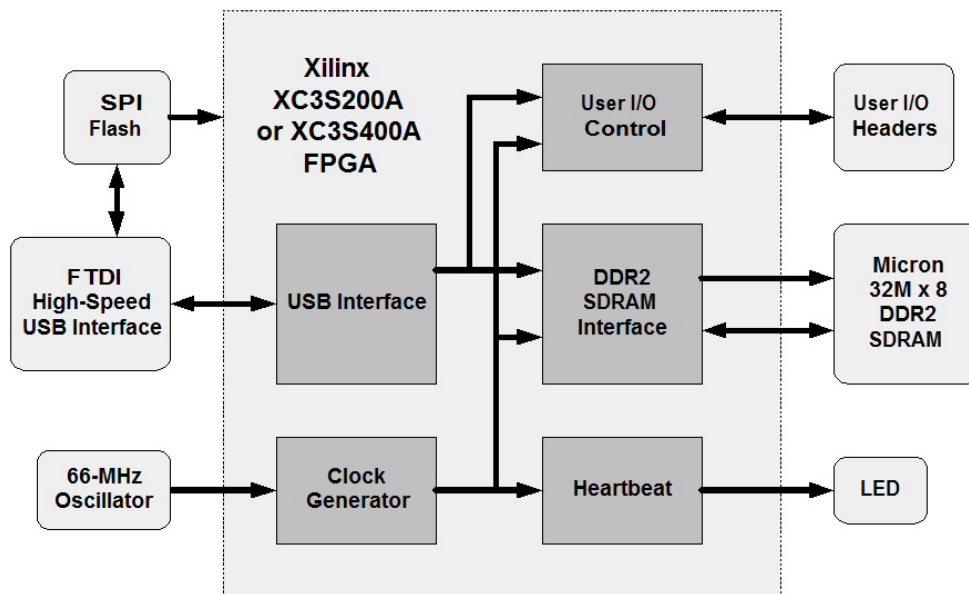 Xilinx
XC3S200A
or XC3S400A
FPGA
SPI
Flash
User I/O
Control
User I/O
Headers
FTDI
High-Speed
USB Interface
USB Interface
DDR2
SDRAM
Interface
Micron
32M x 8
DDR2
SDRAM
66-MHz
Oscillator
Clock
Generator
Heartbeat
LED